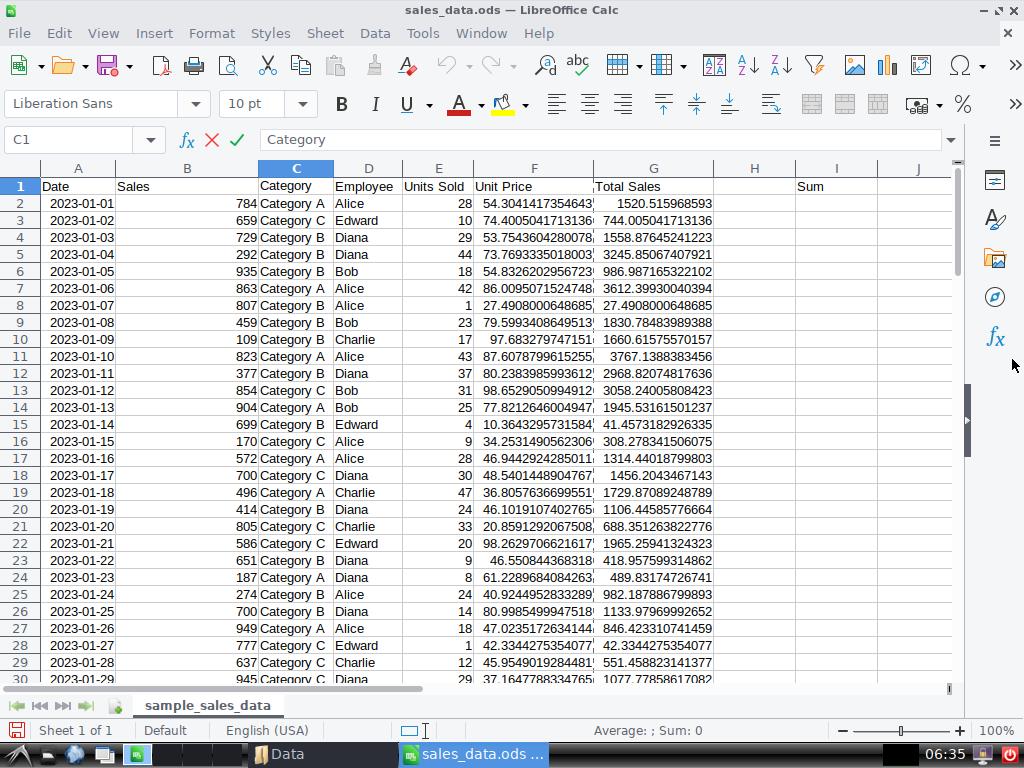 sales_data.ods — LibreOffice Calc
File Edit View Insert Format Styles Sheet Data Tools Window Help
Liberation Sans 10 pt B I U A %
C1 fx Category
A B C D E F G H I J
1 Date Sales Category Employee Units Sold Unit Price Total Sales Sum
2 2023-01-01 784 Category A Alice 28 54.3041417354643 1520.515968593
3 2023-01-02 659 Category C Edward 10 74.4005041713136 744.005041713136
4 2023-01-03 729 Category B Diana 29 53.7543604280078 1558.87645241223
5 2023-01-04 292 Category B Diana 44 73.7693335018003 3245.85067407921
6 2023-01-05 935 Category B Bob 18 54.8326202956723 986.987165322102
7 2023-01-06 863 Category A Alice 42 86.0095071524748 3612.39930040394
8 2023-01-07 807 Category B Alice 1 27.4908000648685 27.4908000648685
9 2023-01-08 459 Category B Bob 23 79.5993408649513 1830.78483989388
10 2023-01-09 109 Category B Charlie 17 97.683279747151 1660.61575570157
11 2023-01-10 823 Category A Alice 43 87.6078799615255 3767.1388383456
12 2023-01-11 377 Category B Diana 37 80.2383985993612 2968.82074817636
13 2023-01-12 854 Category C Bob 31 98.6529050994912 3058.24005808423
14 2023-01-13 904 Category A Bob 25 77.8212646004947 1945.53161501237
15 2023-01-14 699 Category B Edward 4 10.3643295731584 41.4573182926335
16 2023-01-15 170 Category C Alice 9 34.2531490562306 308.278341506075
17 2023-01-16 572 Category A Alice 28 46.9442924285011 1314.44018799803
18 2023-01-17 700 Category C Diana 30 48.5401448904767 1456.2043467143
19 2023-01-18 496 Category A Charlie 47 36.8057636699551 1729.87089248789
20 2023-01-19 414 Category B Diana 24 46.1019107402765 1106.44585776664
21 2023-01-20 805 Category C Charlie 33 20.8591292067508 688.351263822776
22 2023-01-21 586 Category C Edward 20 98.2629706621617 1965.25941324323
23 2023-01-22 651 Category B Diana 9 46.550844368318 418.957599314862
24 2023-01-23 187 Category A Diana 8 61.2289684084263 489.83174726741
25 2023-01-24 274 Category B Alice 24 40.9244952833289 982.187886799893
26 2023-01-25 700 Category B Diana 14 80.9985499947518 1133.97969992652
27 2023-01-26 949 Category A Alice 18 47.0235172634144 846.423310741459
28 2023-01-27 777 Category C Edward 1 42.3344275354077 42.3344275354077
29 2023-01-28 637 Category C Charlie 12 45.9549019284481 551.458823141377
30 2023-01-29 945 Category C Diana 29 37.1647788334765 1077.77858617082
sample_sales_data
Sheet 1 of 1 Default English (USA) Average: ; Sum: 0 100%
Data sales_data.ods ... 06:35